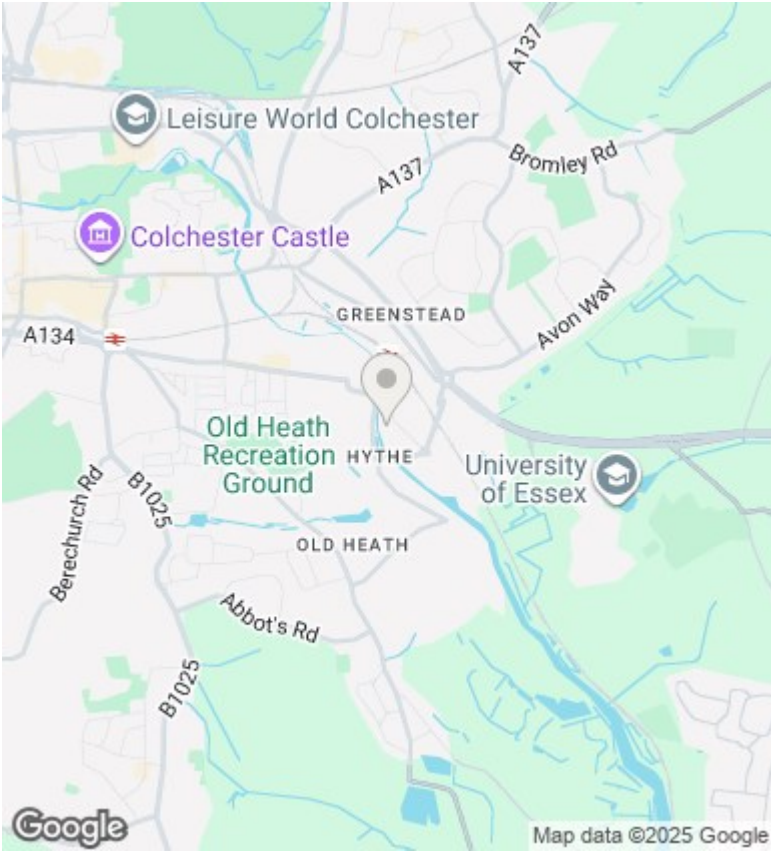 A137
Leisure World Colchester
Bromley Rd
A137
Colchester Castle
Avon Way
GREENSTEAD
A134
Old Heath
Recreation
Ground
HYTHE
University
of Essex
Berechurch Rd
B1025
OLD HEATH
Abbot's Rd
B1025
Google
Map data ©2025 Google